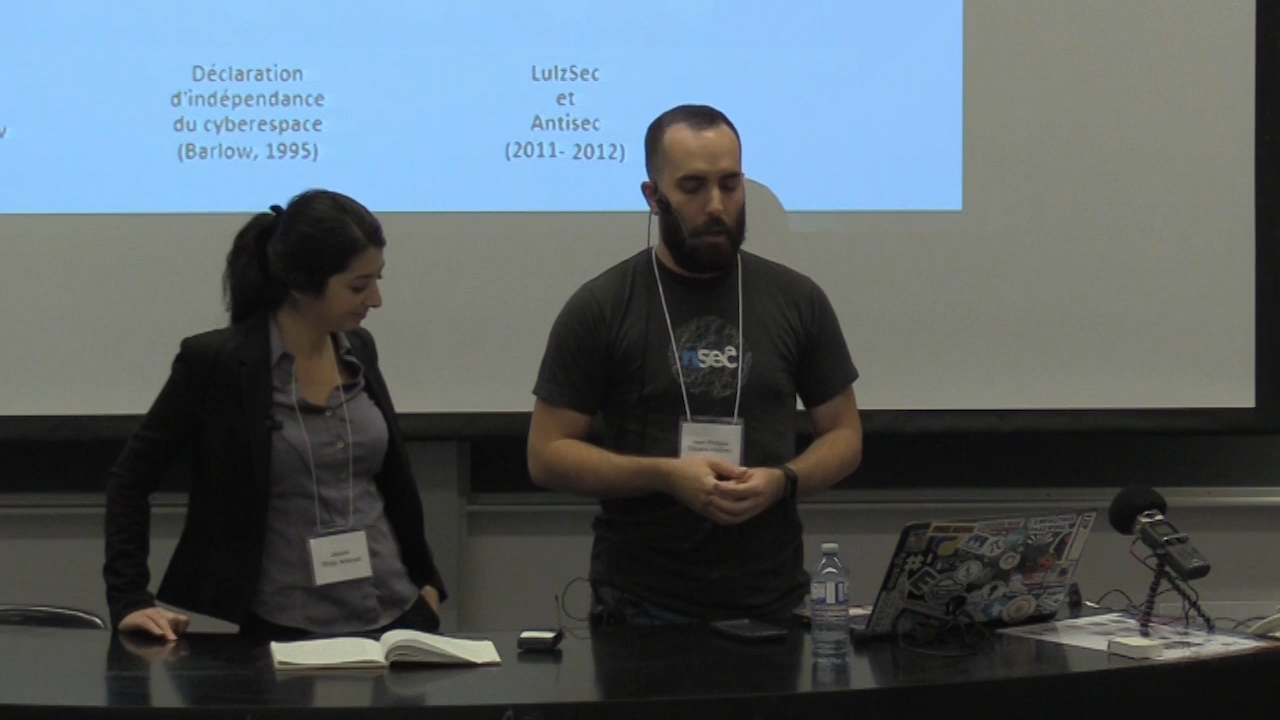 Déclaration
d'indépendance
du cyberespace
(Barlow, 1995)
LulzSec
et
Antisec
(2011- 2012)
nsec